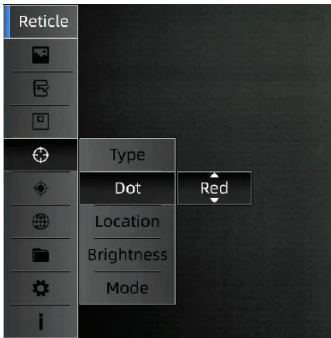 Reticle
Type
Dot
Red
Location
Brightness
Mode